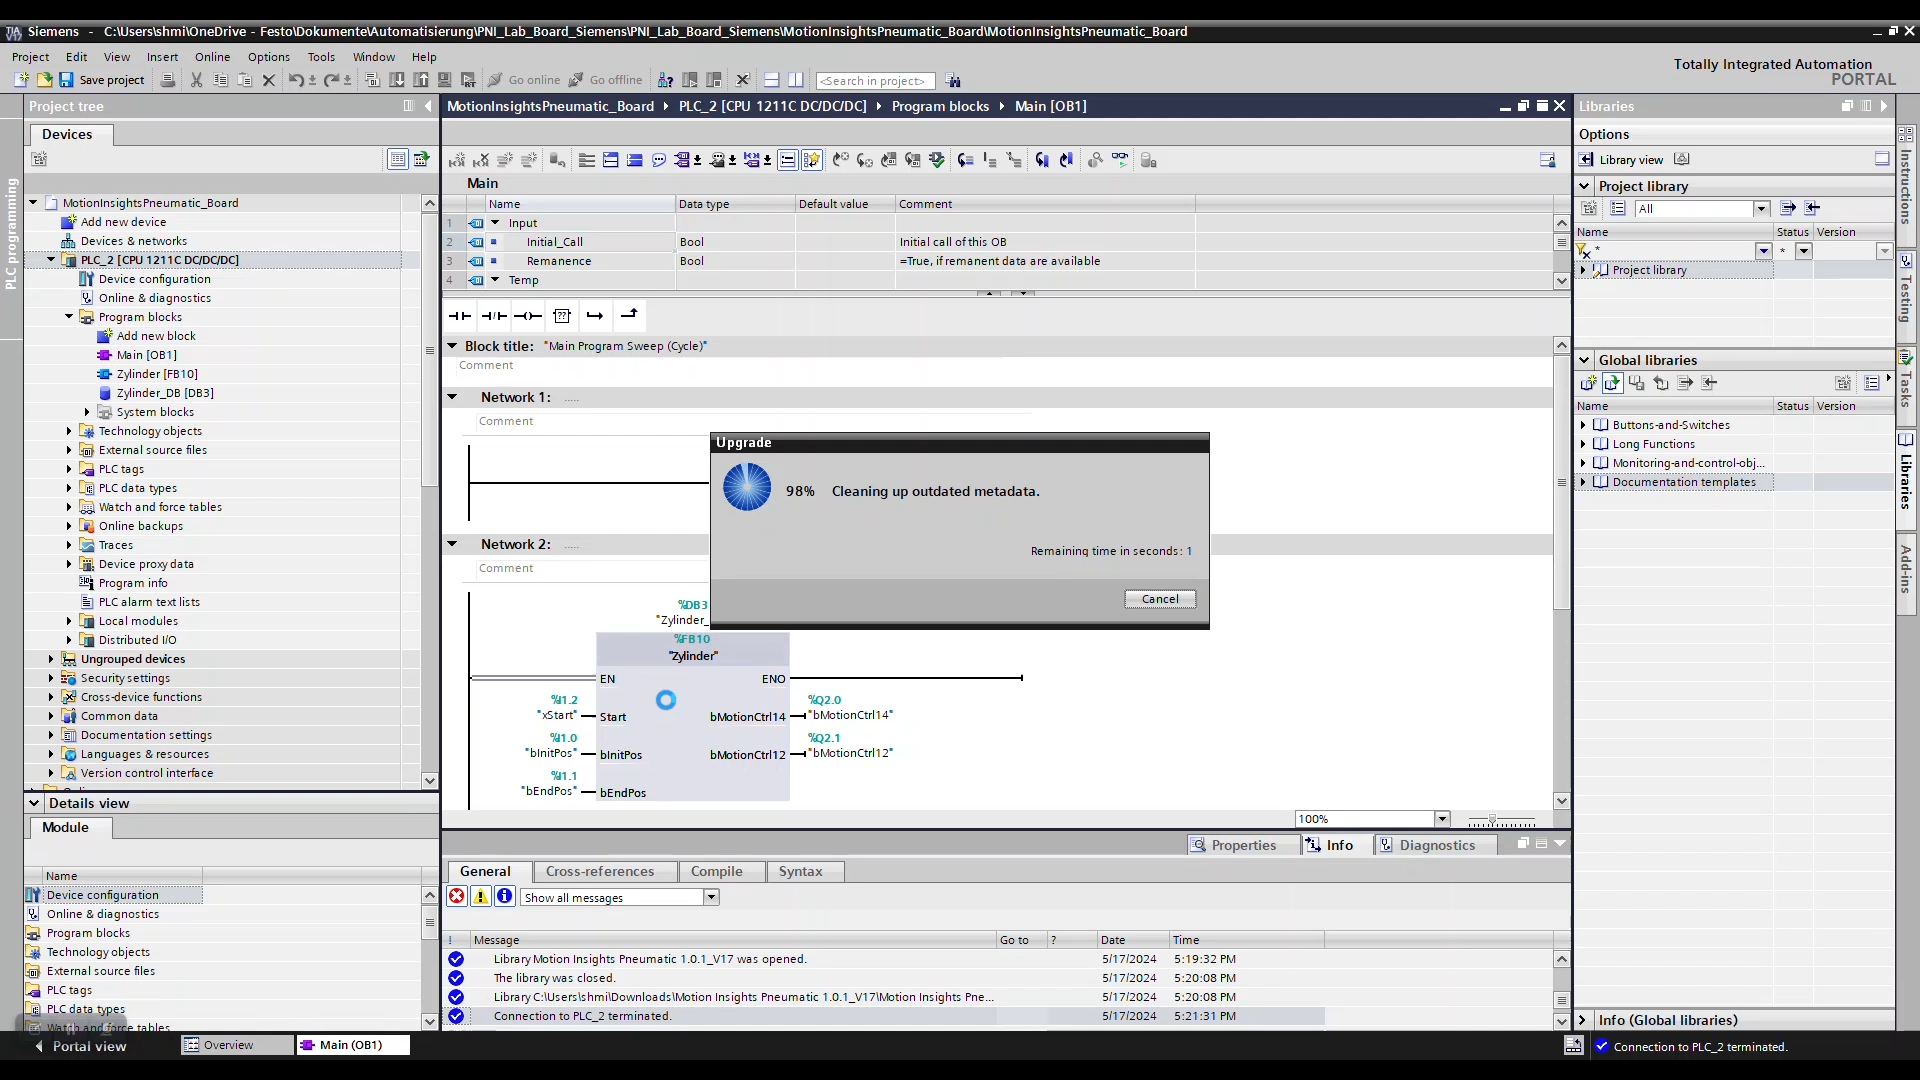 Siemens - C:\Users\shmi\OneDrive - Festo\Dokumente\Automatisierung\PNI_Lab_Board_Siemens\PNI_Lab_Board_Siemens\MotionInsightsPneumatic_Board\MotionInsightsPneumatic_Board
Project Edit View Insert Online Options Tools Window Help
Totally Integrated Automation
PORTAL
Save project
Go online
Go offline
<Search in project>
PLC programming
Project tree
Devices
MotionInsightsPneumatic_Board
Add new device
Devices & networks
PLC_2 [CPU 1211C DC/DC/DC]
Device configuration
Online & diagnostics
Program blocks
Add new block
Main [OB1]
Zylinder [FB10]
Zylinder_DB [DB3]
System blocks
Technology objects
External source files
PLC tags
PLC data types
Watch and force tables
Online backups
Traces
Device proxy data
Program info
PLC alarm text lists
Local modules
Distributed I/O
Ungrouped devices
Security settings
Cross-device functions
Common data
Documentation settings
Languages & resources
Version control interface
Details view
Module
Name
Device configuration
Online & diagnostics
Program blocks
Technology objects
External source files
PLC tags
PLC data types
Watch and force tables
MotionInsightsPneumatic_Board PLC_2 [CPU 1211C DC/DC/DC] Program blocks Main [OB1]
Main
Name Data type Default value Comment
1 Input
2 Initial_Call Bool Initial call of this OB
3 Remanence Bool =True, if remanent data are available
4 Temp
??
Block title: "Main Program Sweep (Cycle)"
Comment
Network 1: .....
Comment
Network 2: .....
Comment
%DB3
"Zylinder_
%FB10
"Zylinder"
EN ENO
%I1.2
"xStart" Start
%Q2.0
bMotionCtrl14 "bMotionCtrl14"
%I1.0
"bInitPos" bInitPos
%Q2.1
bMotionCtrl12 "bMotionCtrl12"
%I1.1
"bEndPos" bEndPos
100%
Upgrade
98% Cleaning up outdated metadata.
Remaining time in seconds: 1
Cancel
Properties Info Diagnostics
General Cross-references Compile Syntax
Show all messages
! Message Go to ? Date Time
Library Motion Insights Pneumatic 1.0.1_V17 was opened. 5/17/2024 5:19:32 PM
The library was closed. 5/17/2024 5:20:08 PM
Library C:\Users\shmi\Downloads\Motion Insights Pneumatic 1.0.1_V17\Motion Insights Pne... 5/17/2024 5:20:08 PM
Connection to PLC_2 terminated. 5/17/2024 5:21:31 PM
Libraries
Options
Library view
Project library
All
Name Status Version
* *
Project library
Global libraries
Name Status Version
Buttons-and-Switches
Long Functions
Monitoring-and-control-obj...
Documentation templates
Info (Global libraries)
Instructions
Testing
Tasks
Libraries
Add-ins
Portal view
Overview
Main (OB1)
Connection to PLC_2 terminated.